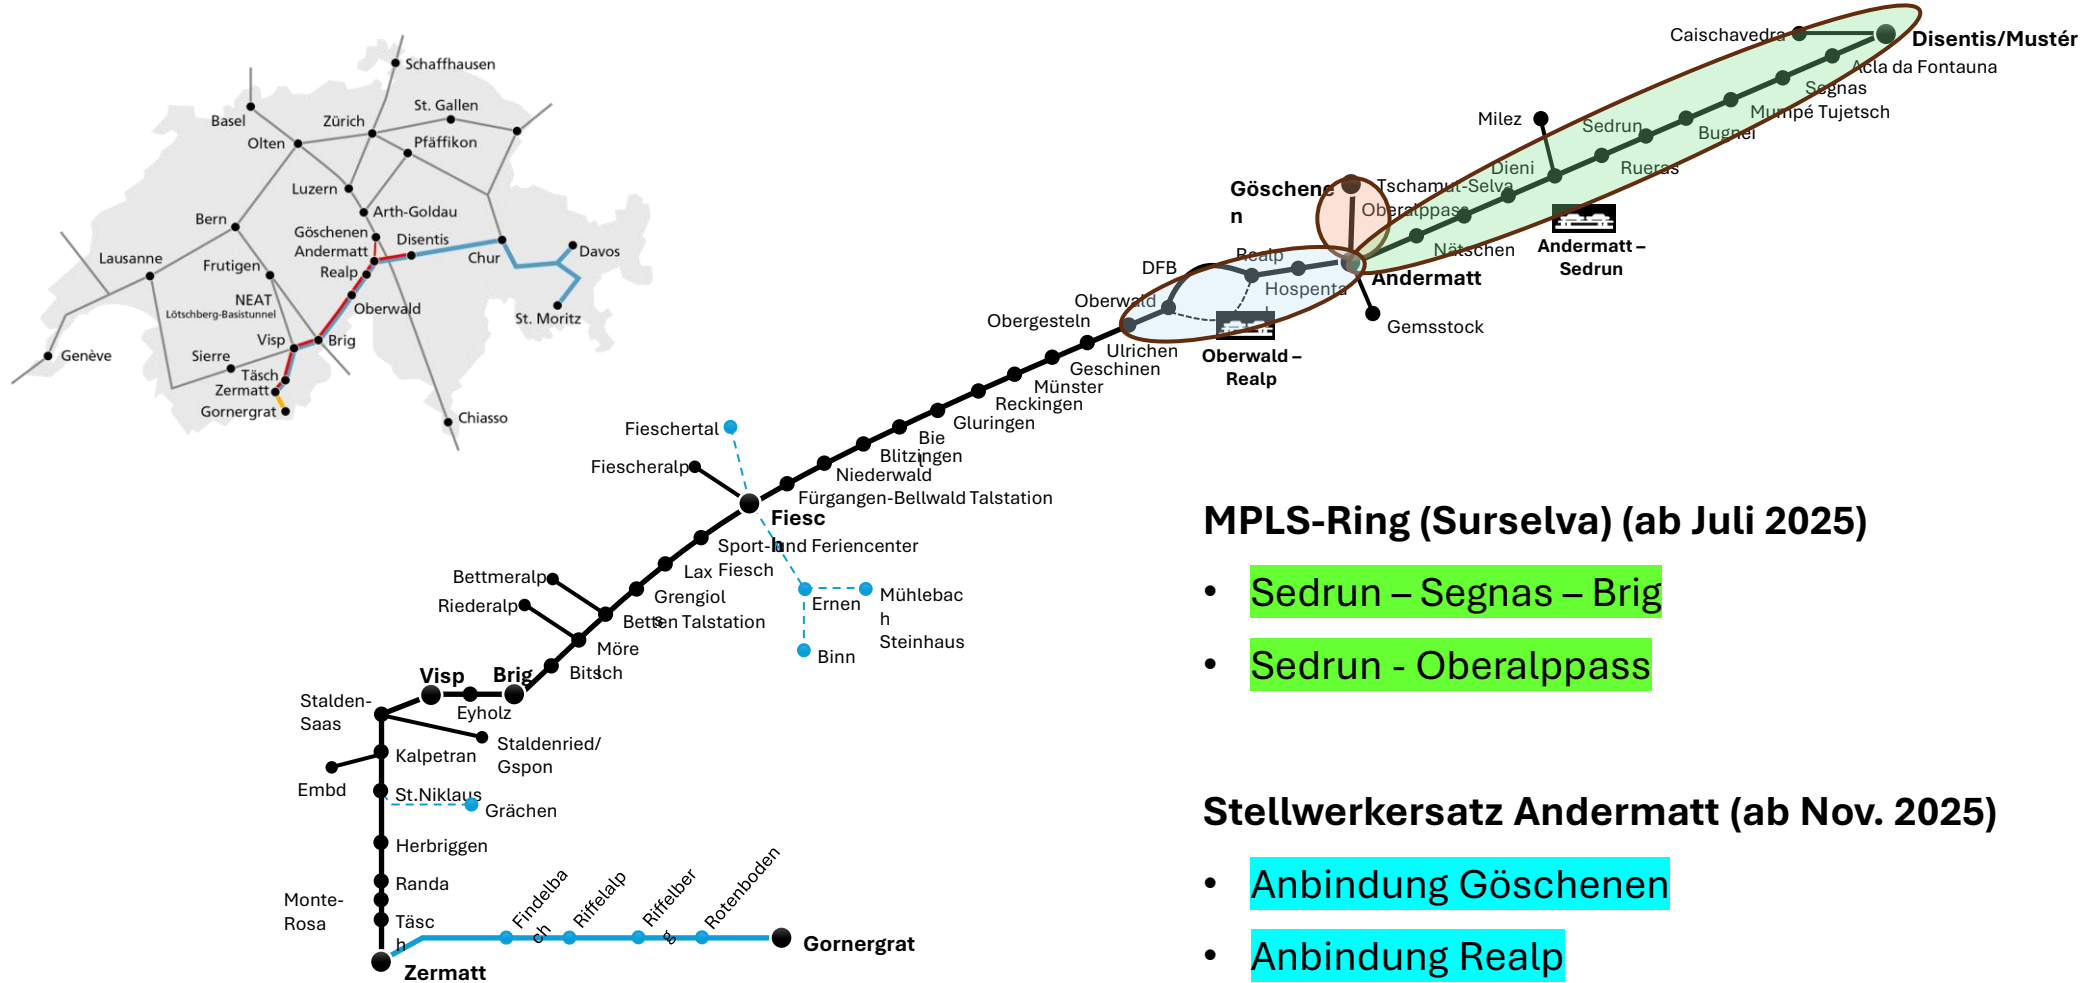 Schaffhausen
Basel
St. Gallen
Zürich
Olten
Pfäffikon
Luzern
Arth-Goldau
Bern
Göschenen
Andermatt
Disentis
Davos
Lausanne
Frutigen
Realp
Chur
NEAT
Lötschberg-Basistunnel
Oberwald
St. Moritz
Visp
Brig
Genève
Sierre
Täsch
Zermatt
Gornergrat
Chiasso
Caischavedra
Disentis/Mustér
Acla da Fontauna
Segnas
Mumpé Tujetsch
Milez
Sedrun
Bugnei
Dieni
Rueras
Göschene
n
Tschamut-Selva
Oberalppass
Nätschen
Andermatt –
Sedrun
Realp
DFB
Hospenta
l
Andermatt
Oberwald
Gemsstock
Obergesteln
Oberwald –
Realp
Ulrichen
Geschinen
Münster
Reckingen
Gluringen
Bie
l
Blitzingen
Niederwald
Fürgangen-Bellwald Talstation
Fieschertal
Fiescheralp
Fiesc
h
Sport- und Feriencenter
Fiesch
Lax
Grengiol
s
Bettmeralp
Riederalp
Betten Talstation
Ernen
Mühlebac
h
Steinhaus
Binn
Möre
l
Bitsch
Visp
Brig
Eyholz
Stalden-
Saas
Staldenried/
Gspon
Kalpetran
Embd
St.Niklaus
Grächen
Herbriggen
Randa
Monte-
Rosa
Täsc
h
Zermatt
Findelba
ch
Riffelalp
Riffelber
g
Rotenboden
Gornergrat
MPLS-Ring (Surselva) (ab Juli 2025)
• Sedrun – Segnas – Brig
• Sedrun - Oberalppass
Stellwerkersatz Andermatt (ab Nov. 2025)
• Anbindung Göschenen
• Anbindung Realp